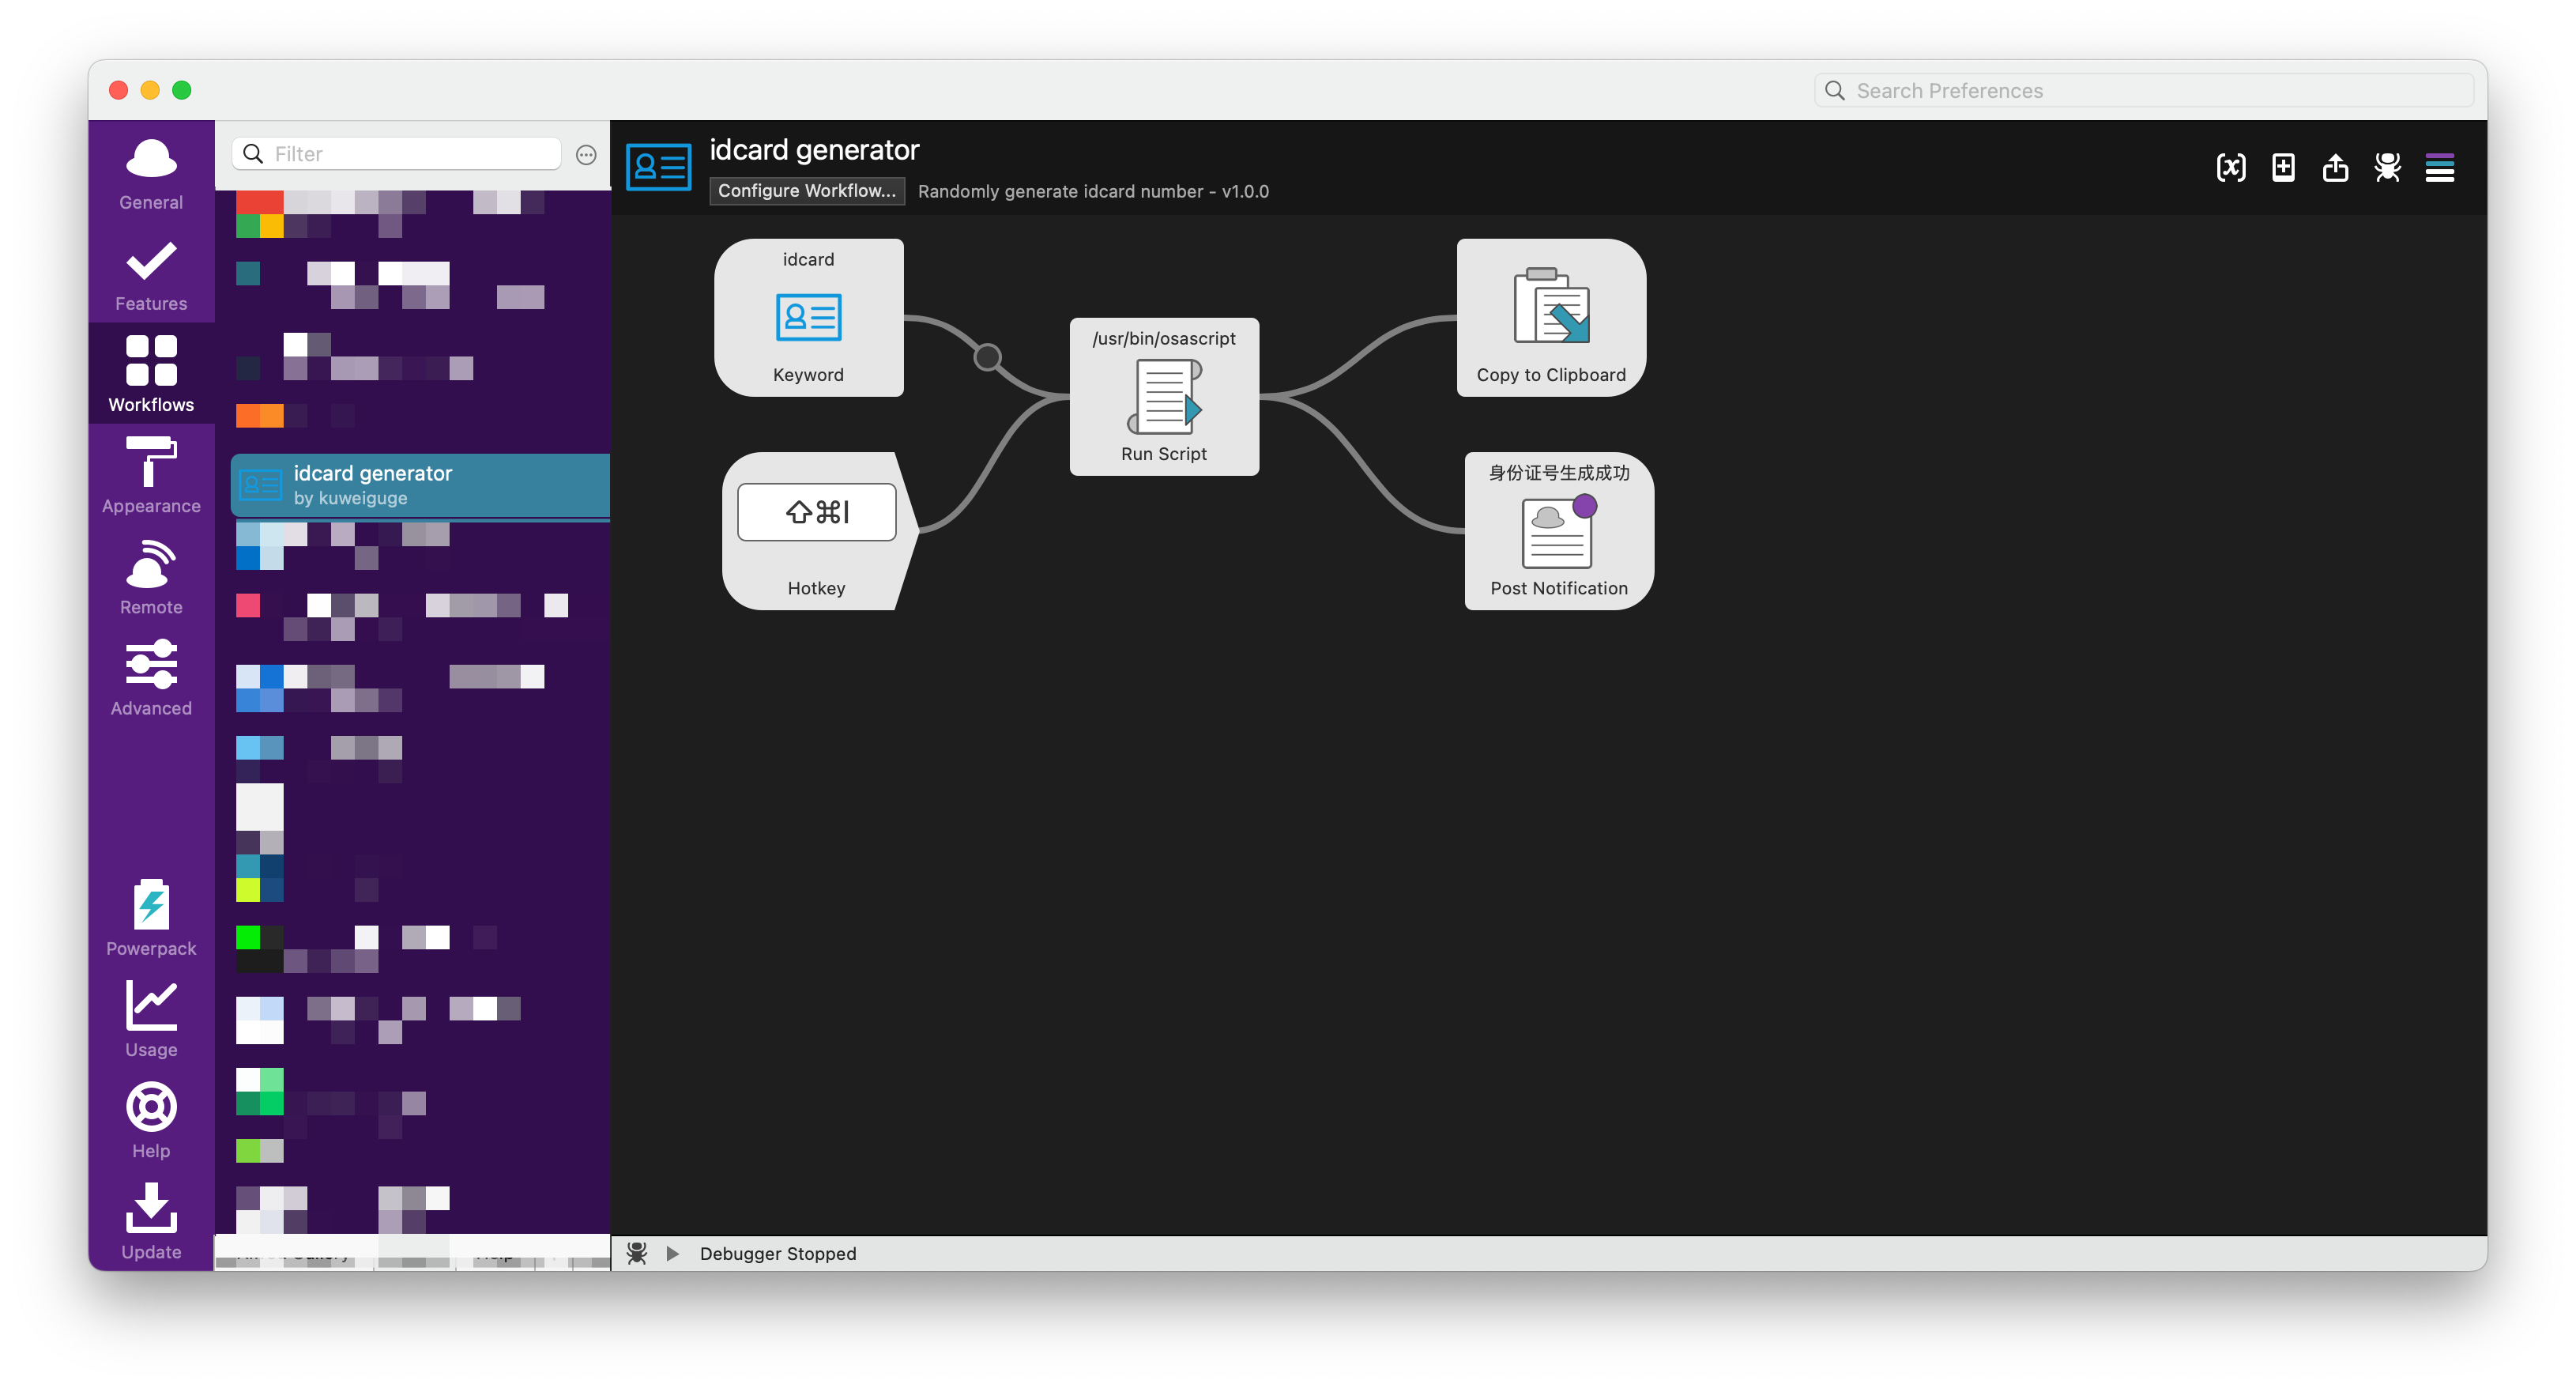 Search Preferences
General
Features
Workflows
Appearance
Remote
Advanced
Powerpack
Usage
Help
Update
Filter
idcard generator
by kuweiguge
idcard generator
Configure Workflow...
Randomly generate idcard number - v1.0.0
idcard
Keyword
⇧⌘I
Hotkey
/usr/bin/osascript
Run Script
Copy to Clipboard
身份证号生成成功
Post Notification
Debugger Stopped